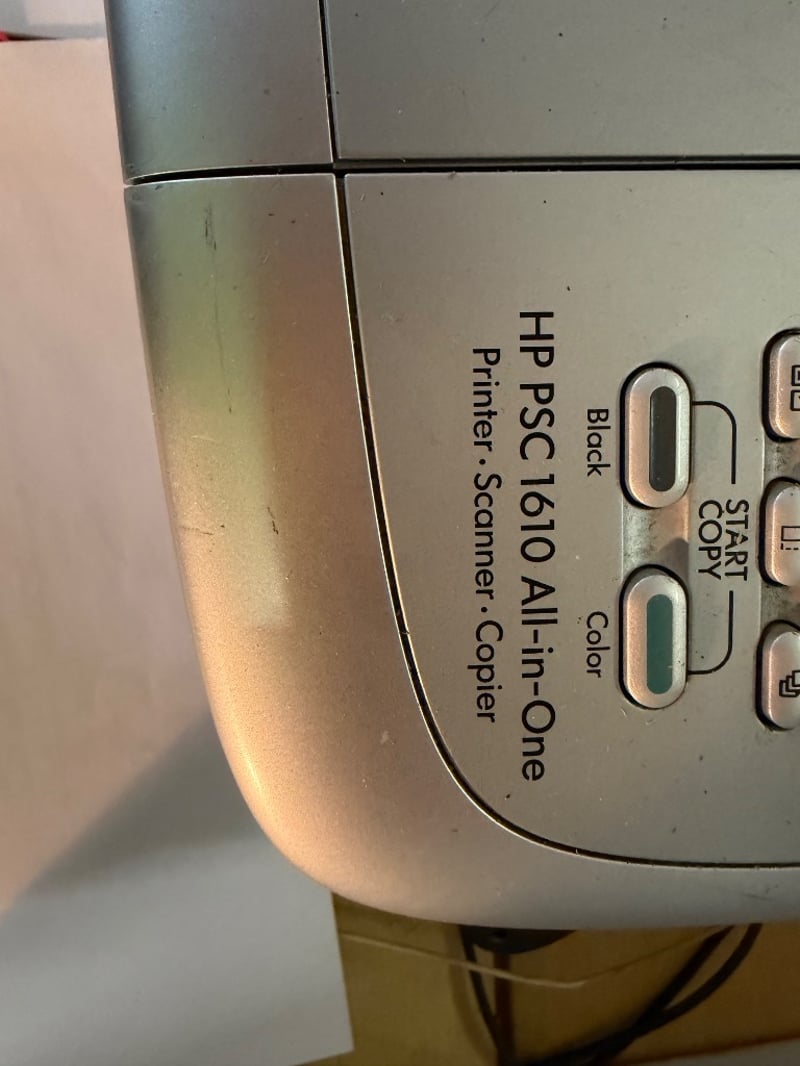 HP PSC 1610 All-in-One
Printer · Scanner · Copier
Black
Color
START
COPY